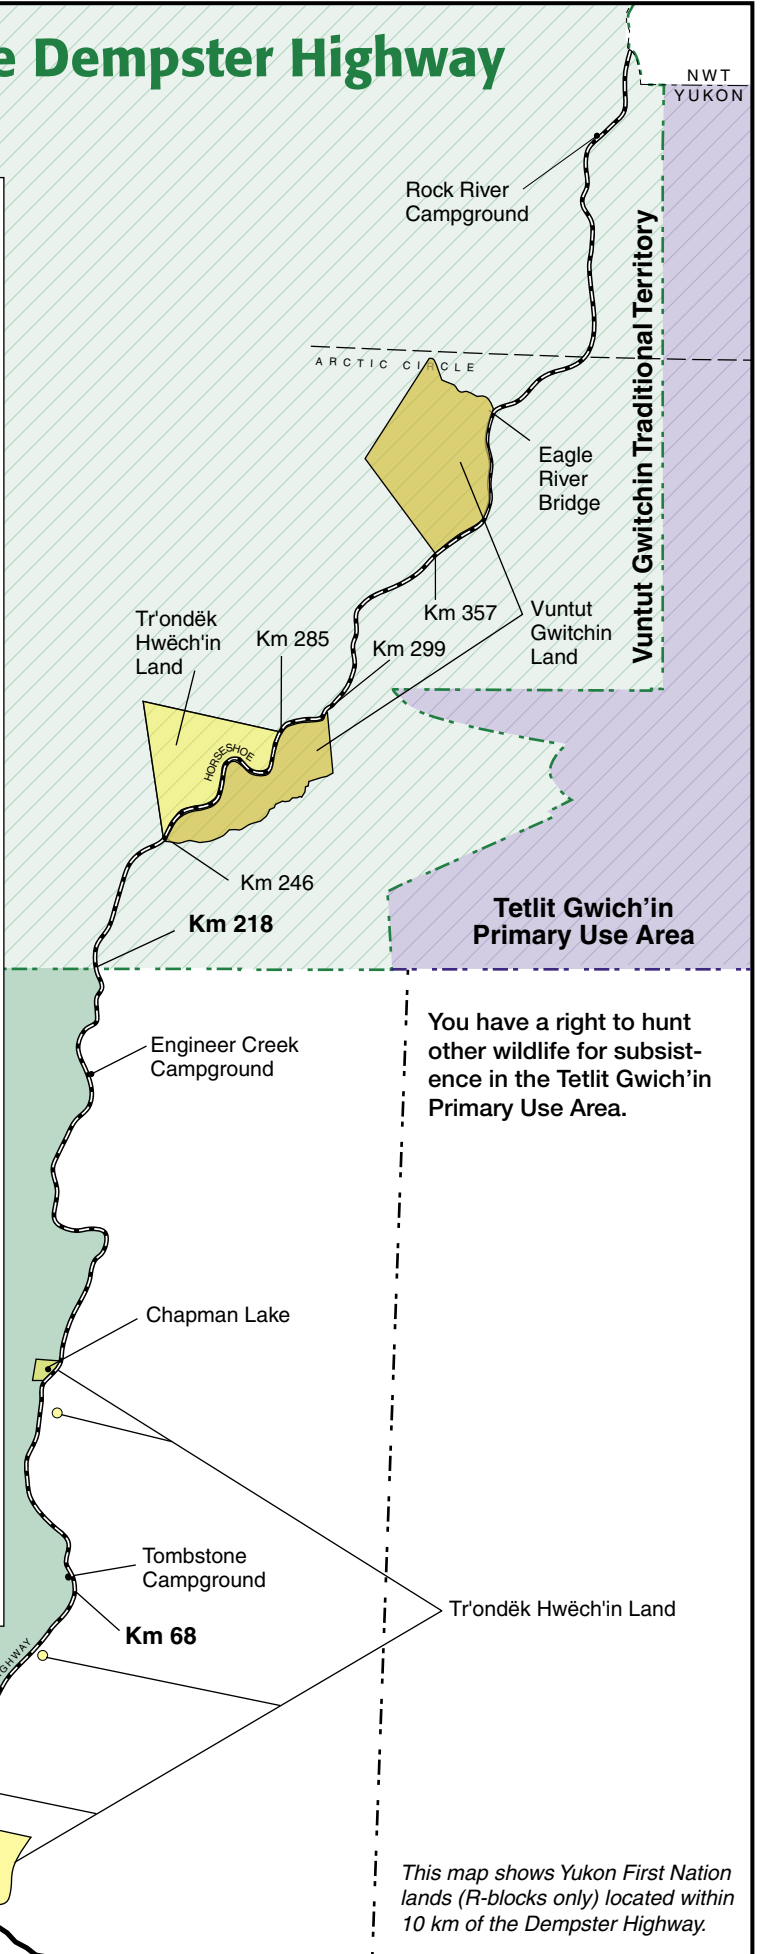 e Dempster Highway
NWT
YUKON
Rock River
Campground
Vuntut Gwitchin Traditional Territory
ARCTIC CIRCLE
Eagle
River
Bridge
Km 357
Vuntut
Gwitchin
Land
Tr'ondëk
Hwëch'in
Land
Km 285
Km 299
HORSESHOE
Km 246
Km 218
Tetlit Gwich’in
Primary Use Area
You have a right to hunt
other wildlife for subsist-
ence in the Tetlit Gwich’in
Primary Use Area.
Engineer Creek
Campground
Chapman Lake
Tombstone
Campground
Km 68
Tr'ondëk Hwëch'in Land
GHWAY
This map shows Yukon First Nation
lands (R-blocks only) located within
10 km of the Dempster Highway.